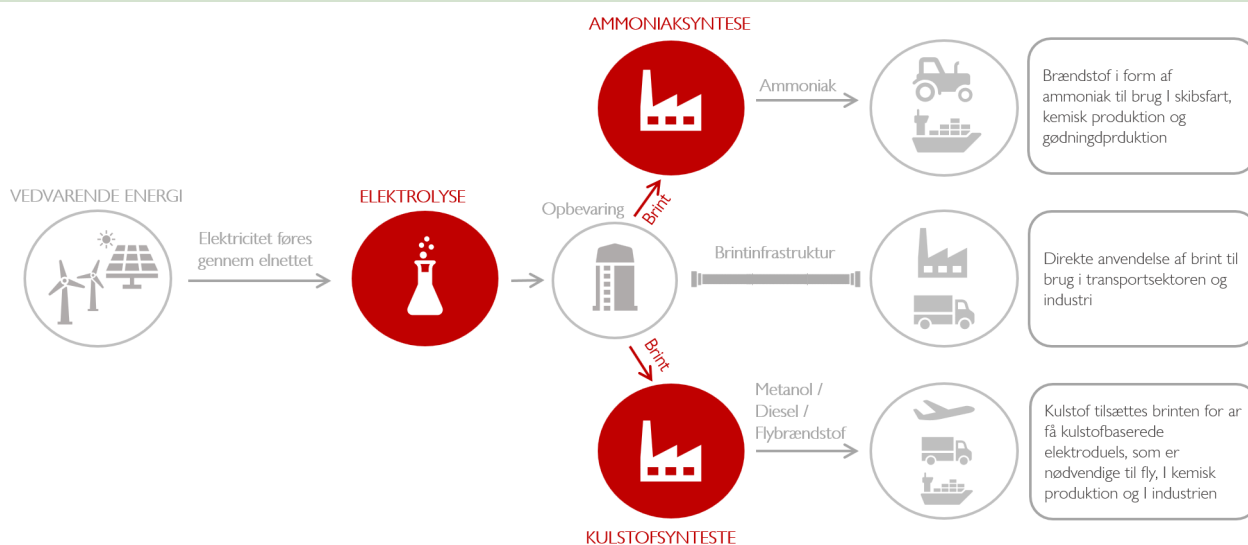 AMMONIAKSYNTESE
Ammoniak
Brændstof i form af
ammoniak til brug I skibsfart,
kemisk produktion og
gødningdprduktion
VEDVARENDE ENERGI
Elektricitet føres
gennem elnettet
ELEKTROLYSE
Opbevaring
Brint
Brintinfrastruktur
Direkte anvendelse af brint til
brug i transportsektoren og
industri
Brint
Metanol /
Diesel /
Flybrændstof
Kulstof tilsættes brinten for ar
få kulstofbaserede
elektroduels, som er
nødvendige til fly, I kemisk
produktion og I industrien
KULSTOFSYNTESTE